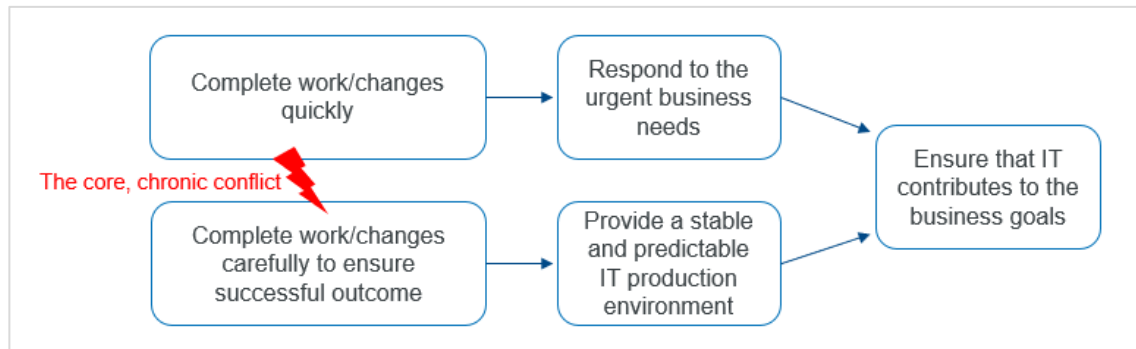 Complete work/changes
quickly
Respond to the
urgent business
needs
Ensure that IT
contributes to the
business goals
The core, chronic conflict
Complete work/changes
carefully to ensure
successful outcome
Provide a stable
and predictable
IT production
environment